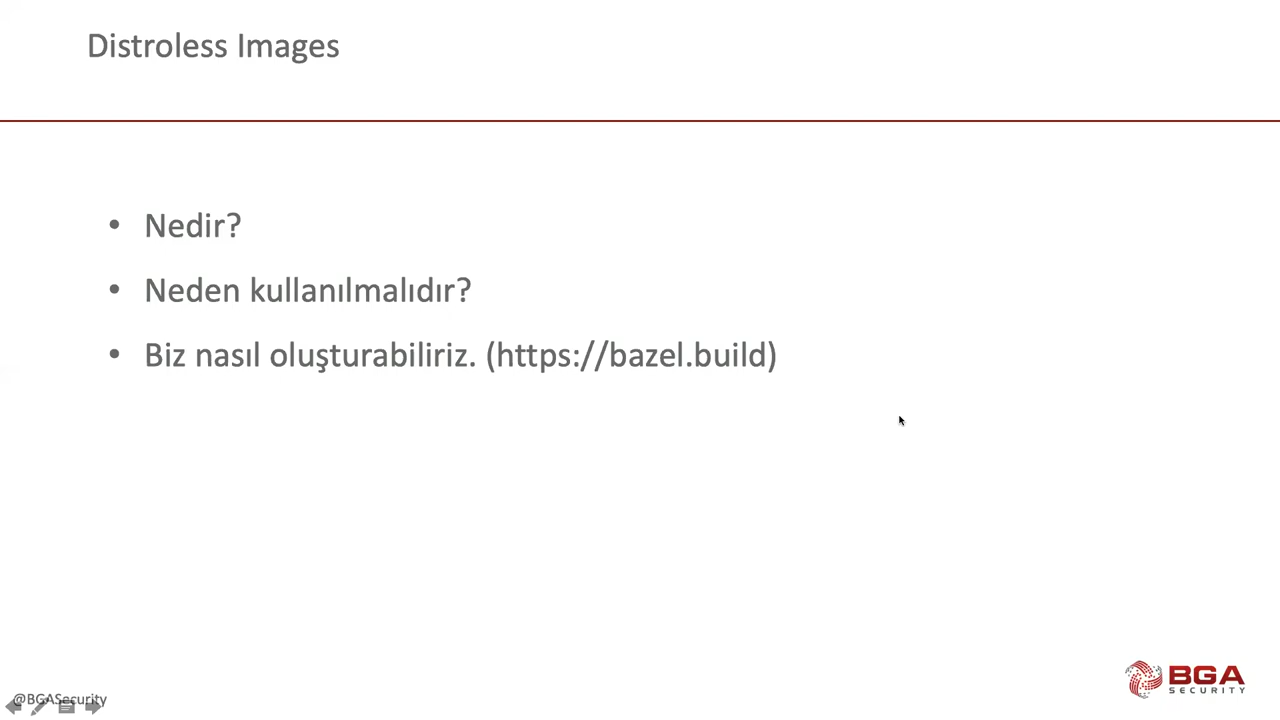 Distroless Images
• Nedir?
• Neden kullanılmalıdır?
• Biz nasıl oluşturabiliriz. (https://bazel.build)
@BGASecurity
BGA
SECURITY